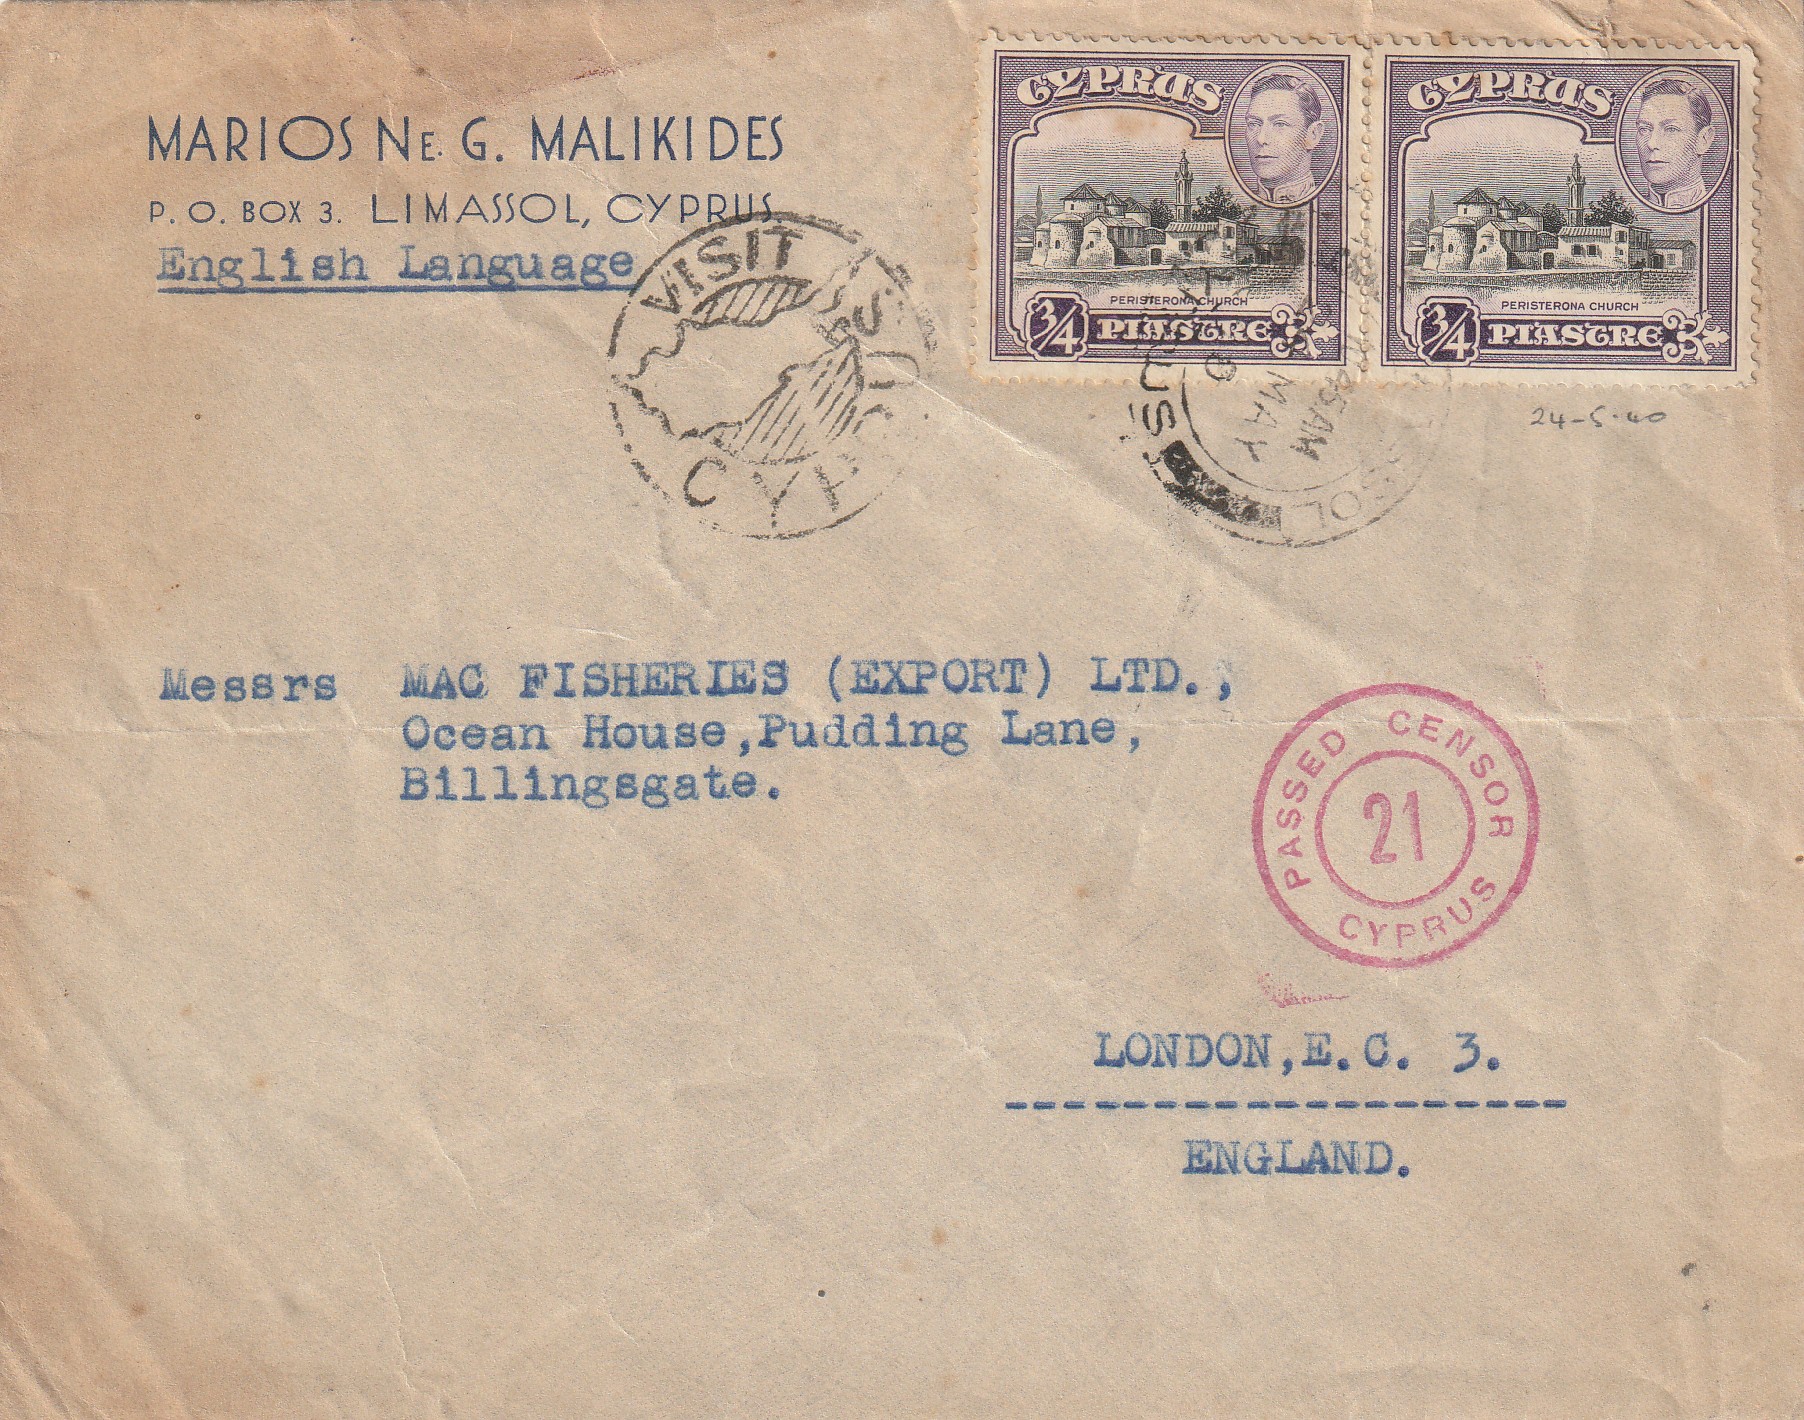 MARIOS NE. G. MALIKIDES
P. O. BOX 3. LIMASSOL, CYPRUS.
English Language
VISIT
CYPRUS
CYPRUS
PERISTERONA CHURCH
3/4 PIASTRE
CYPRUS
PERISTERONA CHURCH
3/4 PIASTRE
MAY
24-5-40
Messrs MAC FISHERIES (EXPORT) LTD.,
Ocean House,Pudding Lane,
Billingsgate.
PASSED CENSOR
21
CYPRUS
LONDON,E.C. 3.
ENGLAND.